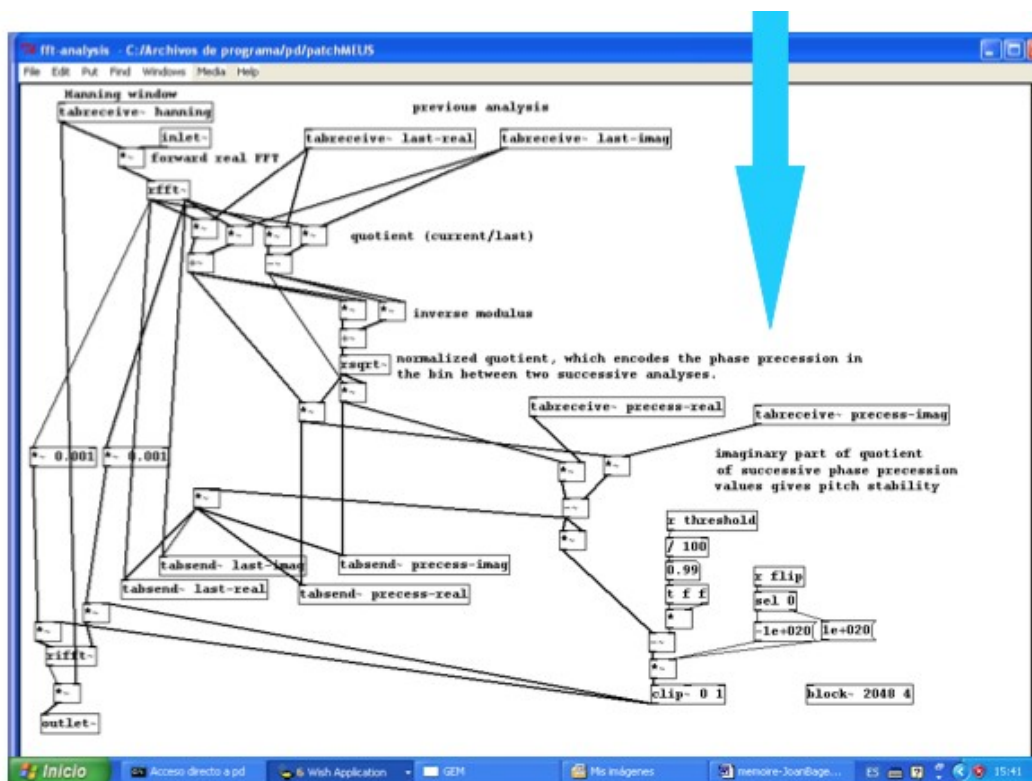 fft-analysis - C:/Archivos de programa/pd/patchMEUS
File Edit Put Find Windows Media Help
Hanning window
tabreceive~ hanning
previous analysis
inlet~
tabreceive~ last-real
tabreceive~ last-imag
*~
forward real FFT
rfft~
*~
*~
*~
*~
quotient (current/last)
+~
-~
*~
*~
inverse modulus
+~
rsqrt~
normalized quotient, which encodes the phase precession in
the bin between two successive analyses.
*~
*~
tabreceive~ precess-real
tabreceive~ precess-imag
*~ 0.001
*~ 0.001
*~
*~
imaginary part of quotient
of successive phase precession
values gives pitch stability
*~
-~
r threshold
*~
/ 100
tabsend~ last-imag
tabsend~ precess-imag
0.99
r flip
tabsend~ last-real
tabsend~ precess-real
t f f
sel 0
*~
*
-1e+020
1e+020
*~
-~
rifft~
*~
*~
clip~ 0 1
block~ 2048 4
outlet~
Inicio
Acceso directo a pd
6 Wish Application
GEM
Mis imágenes
memoire-JoanBage...
ES
15:41